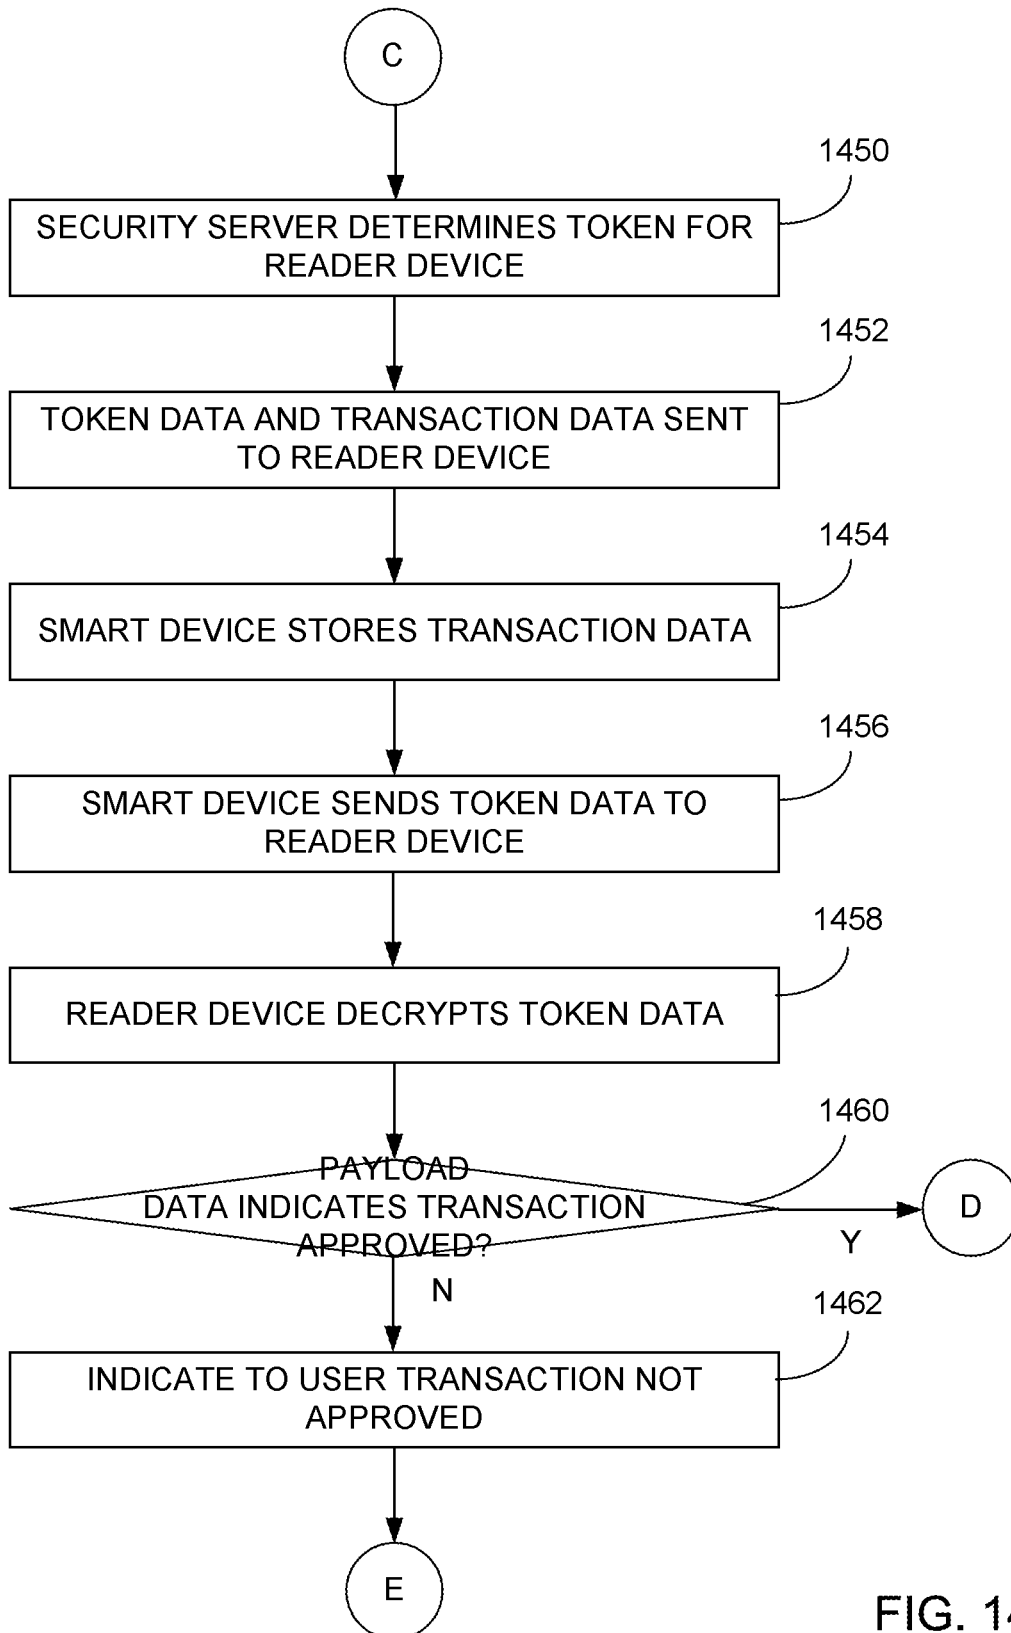 C
1450
SECURITY SERVER DETERMINES TOKEN FOR
READER DEVICE
1452
TOKEN DATA AND TRANSACTION DATA SENT
TO READER DEVICE
1454
SMART DEVICE STORES TRANSACTION DATA
1456
SMART DEVICE SENDS TOKEN DATA TO
READER DEVICE
1458
READER DEVICE DECRYPTS TOKEN DATA
1460
PAYLOAD
DATA INDICATES TRANSACTION
APPROVED?
D
Y
N
1462
INDICATE TO USER TRANSACTION NOT
APPROVED
E
FIG. 14